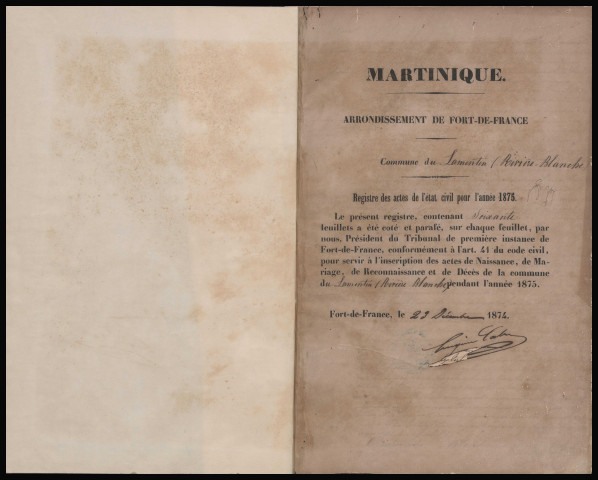 MARTINIQUE.
ARRONDISSEMENT DE FORT-DE-FRANCE
Commune du Lamentin (Rivière-Blanche)
Registre des actes de l'état civil pour l'année 1875.
Le présent registre, contenant soixante
feuillets a été coté et parafé, sur chaque feuillet, par
nous, Président du Tribunal de première instance de
Fort-de-France, conformément à l'art. 41 du code civil,
pour servir à l'inscription des actes de Naissance, de Ma-
riage, de Reconnaissance et de Décès de la commune
du Lamentin (Rivière Blanche) pendant l'année 1875.
Fort-de-France, le 23 Décembre 1874.